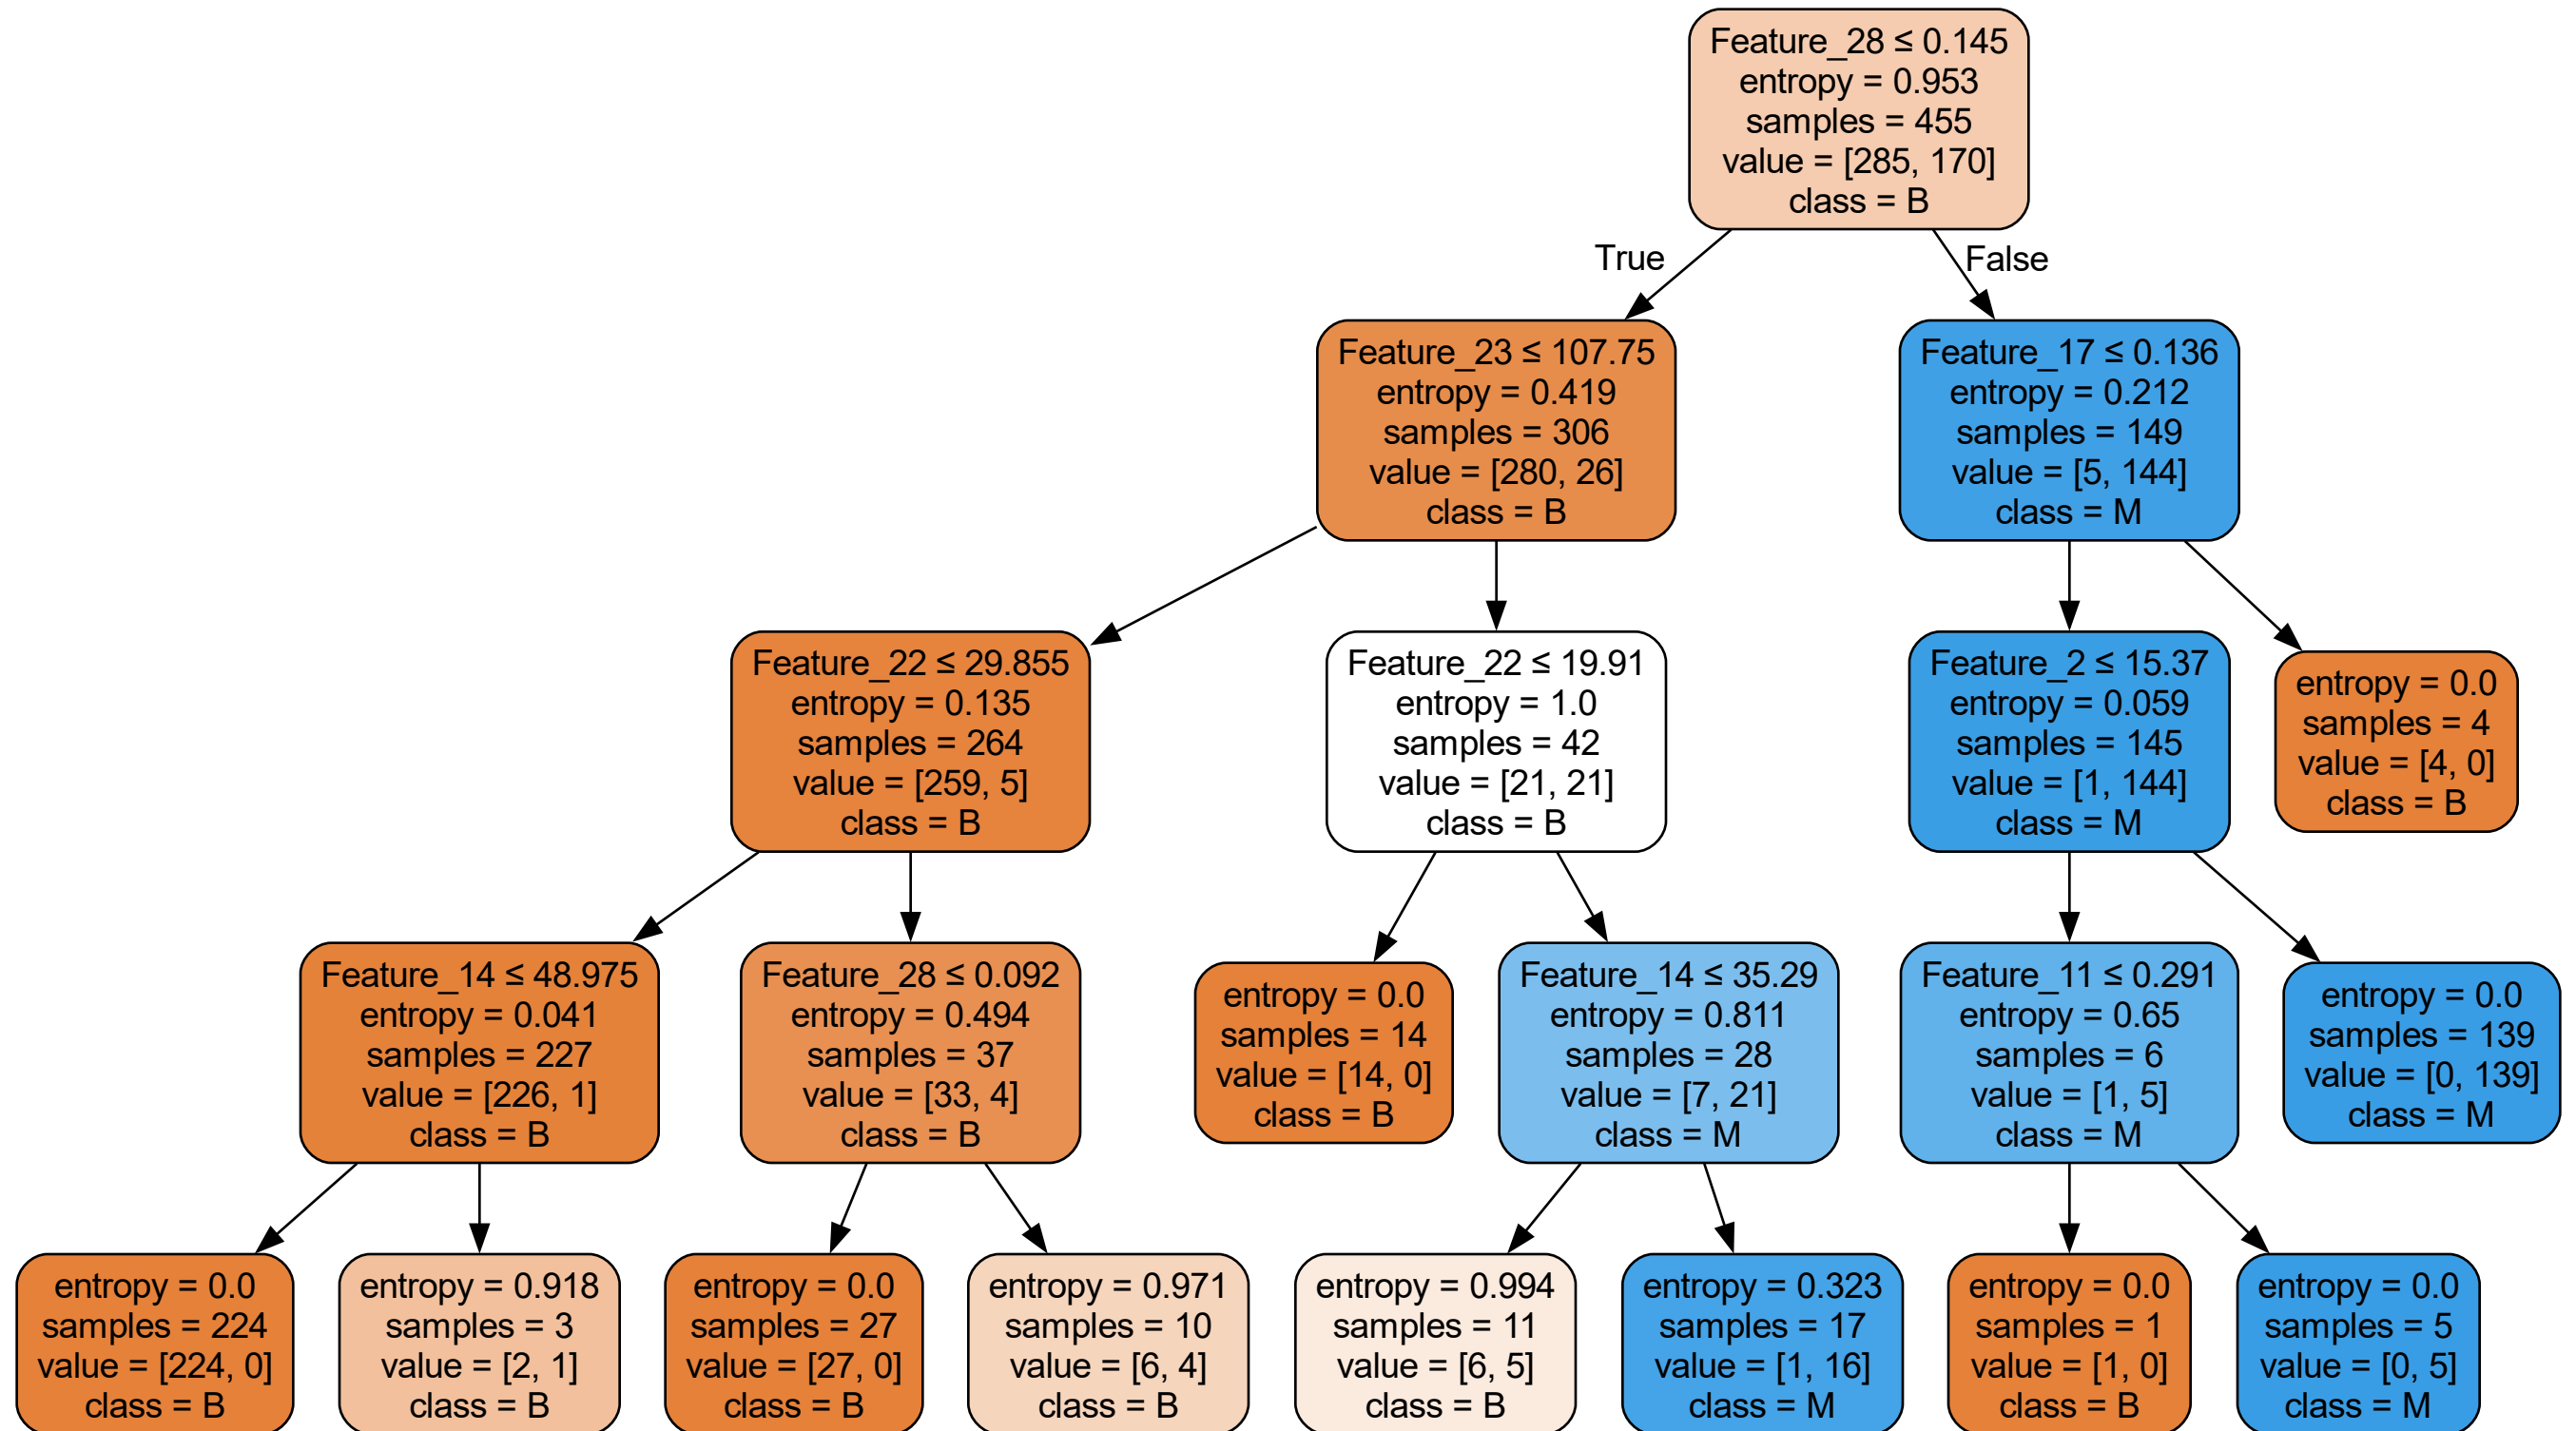 Feature_28 ≤ 0.145
entropy = 0.953
samples = 455
value = [285, 170]
class = B
True
False
Feature_23 ≤ 107.75
entropy = 0.419
samples = 306
value = [280, 26]
class = B
Feature_17 ≤ 0.136
entropy = 0.212
samples = 149
value = [5, 144]
class = M
Feature_22 ≤ 29.855
entropy = 0.135
samples = 264
value = [259, 5]
class = B
Feature_22 ≤ 19.91
entropy = 1.0
samples = 42
value = [21, 21]
class = B
Feature_2 ≤ 15.37
entropy = 0.059
samples = 145
value = [1, 144]
class = M
entropy = 0.0
samples = 4
value = [4, 0]
class = B
Feature_14 ≤ 48.975
entropy = 0.041
samples = 227
value = [226, 1]
class = B
Feature_28 ≤ 0.092
entropy = 0.494
samples = 37
value = [33, 4]
class = B
entropy = 0.0
samples = 14
value = [14, 0]
class = B
Feature_14 ≤ 35.29
entropy = 0.811
samples = 28
value = [7, 21]
class = M
Feature_11 ≤ 0.291
entropy = 0.65
samples = 6
value = [1, 5]
class = M
entropy = 0.0
samples = 139
value = [0, 139]
class = M
entropy = 0.0
samples = 224
value = [224, 0]
class = B
entropy = 0.918
samples = 3
value = [2, 1]
class = B
entropy = 0.0
samples = 27
value = [27, 0]
class = B
entropy = 0.971
samples = 10
value = [6, 4]
class = B
entropy = 0.994
samples = 11
value = [6, 5]
class = B
entropy = 0.323
samples = 17
value = [1, 16]
class = M
entropy = 0.0
samples = 1
value = [1, 0]
class = B
entropy = 0.0
samples = 5
value = [0, 5]
class = M